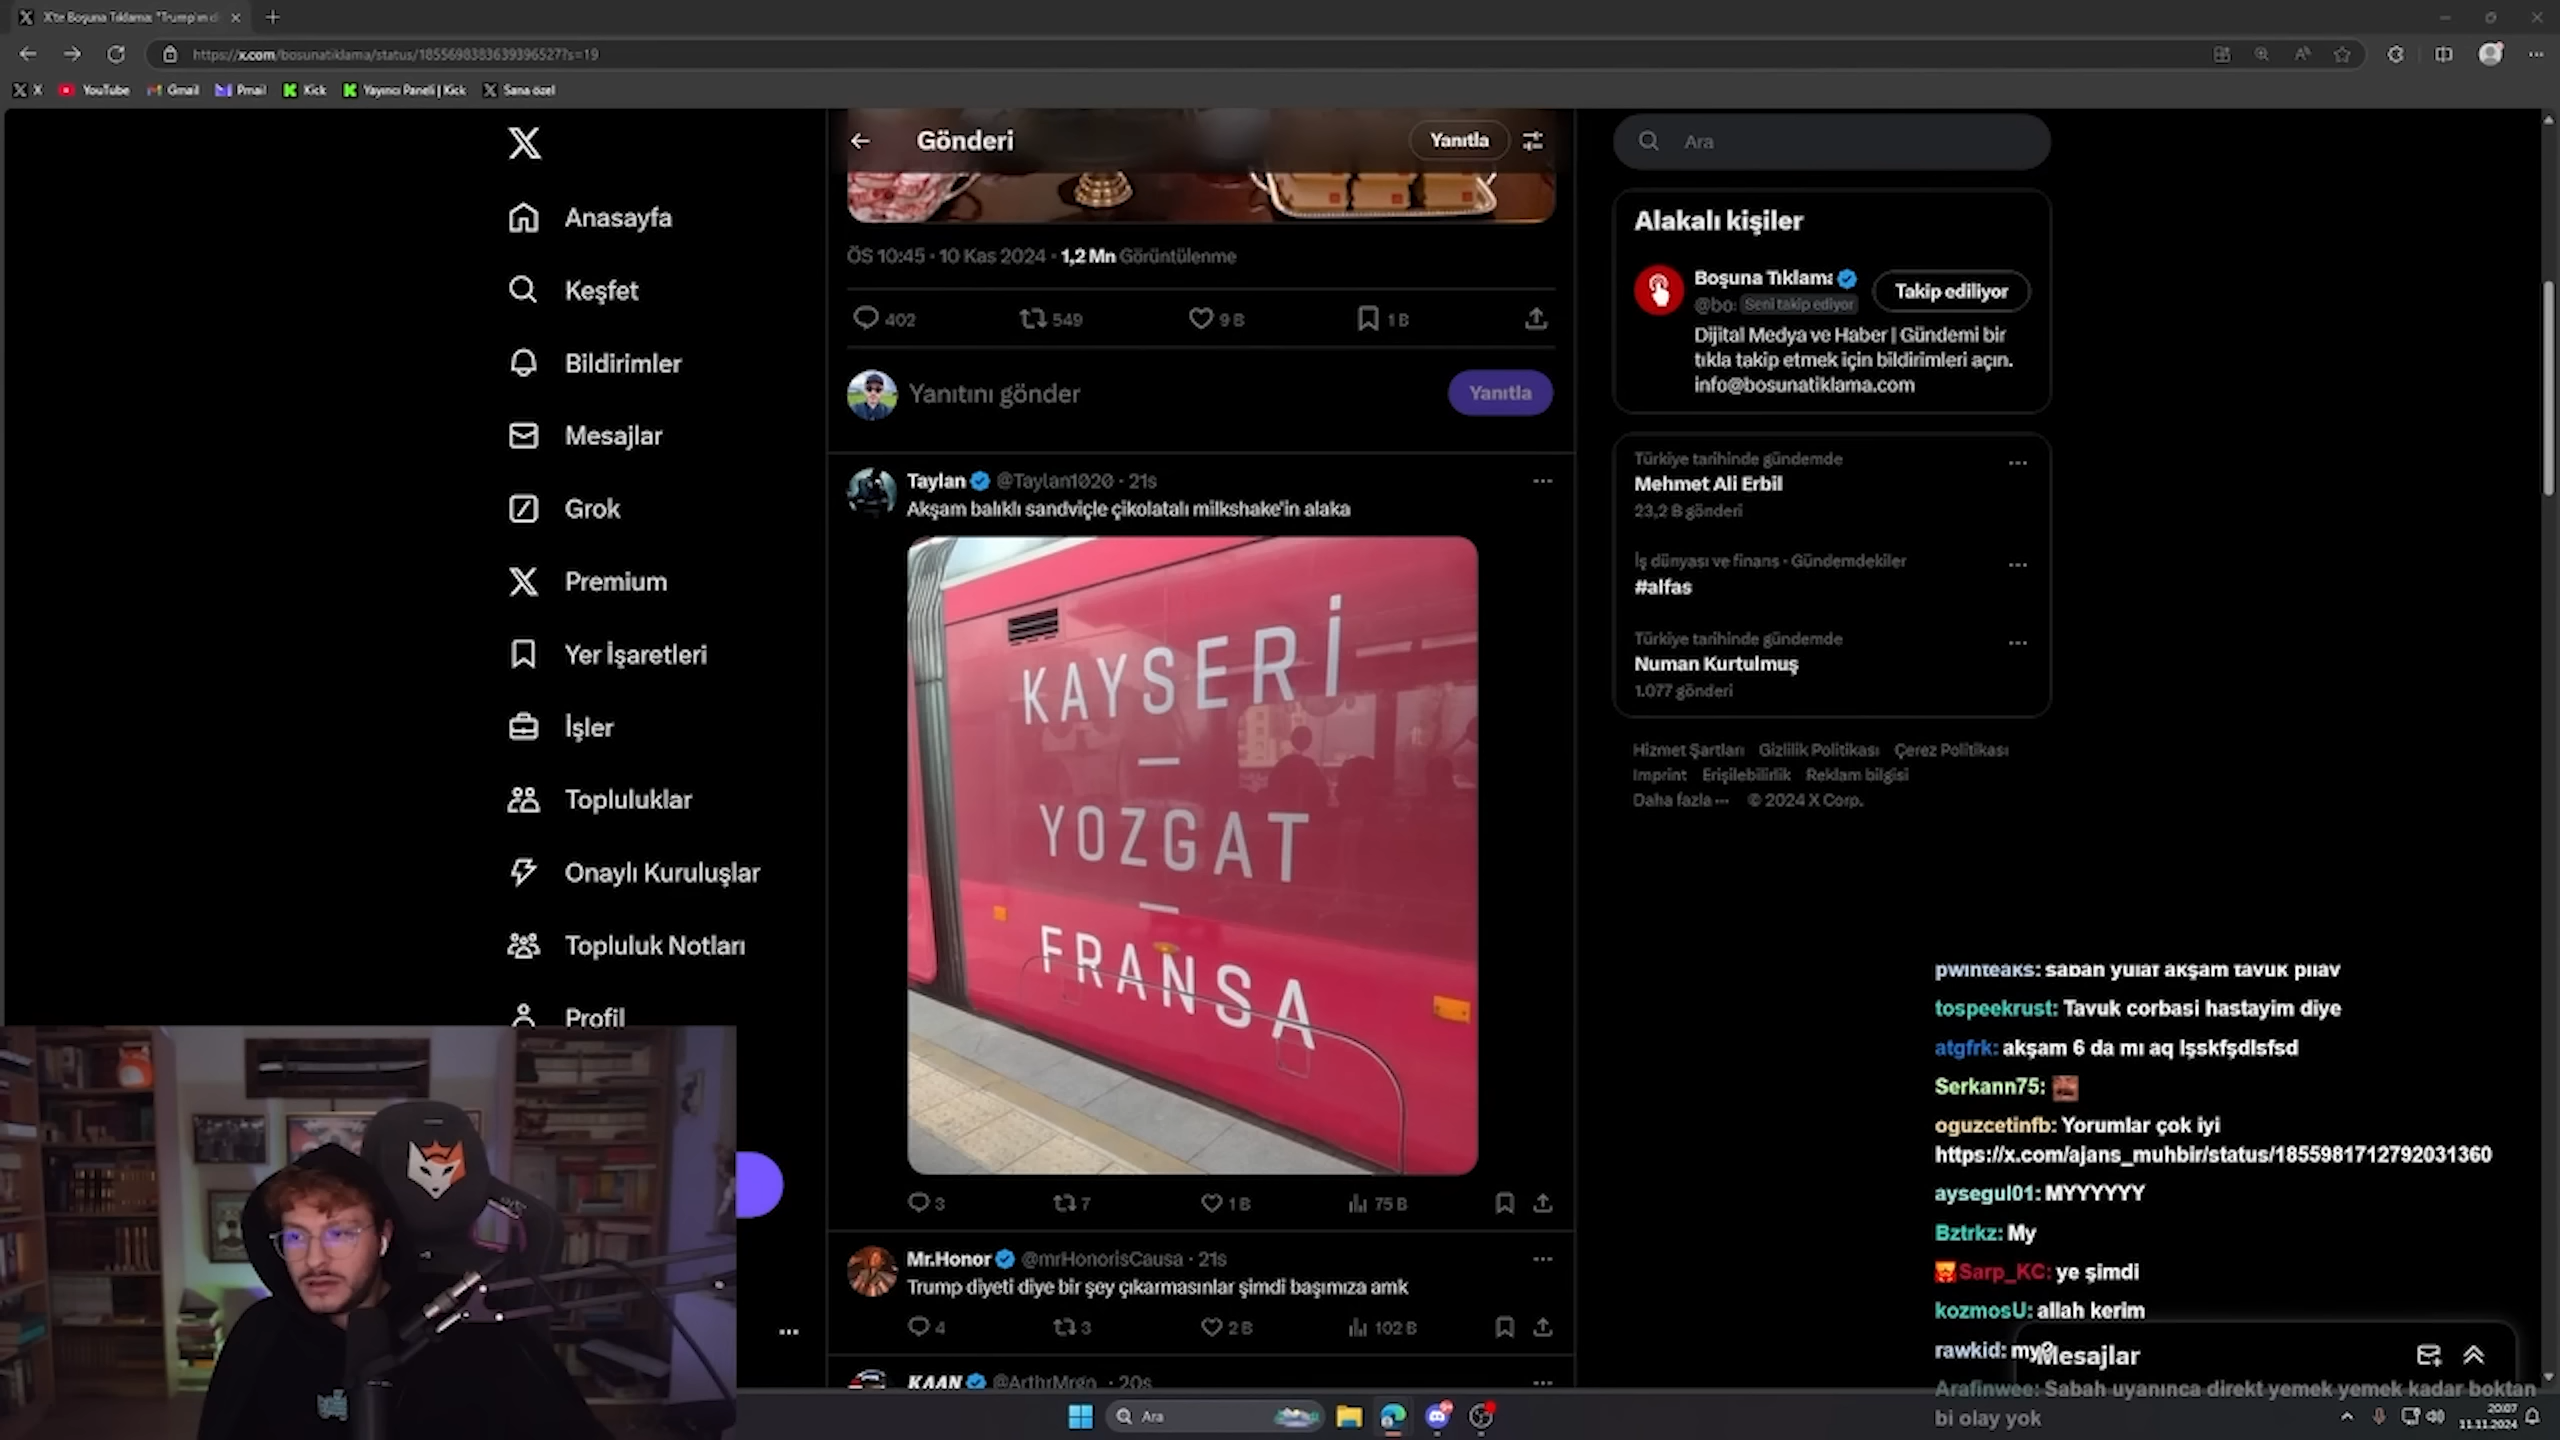 X'te Boşuna Tıklama: "Trump'ın d
https://x.com/bosunatiklama/status/1855698383639396527?s=19
X
YouTube
Gmail
Pmail
Kick
Yayıncı Paneli | Kick
Sana özel
Anasayfa
Keşfet
Bildirimler
Mesajlar
Grok
Premium
Yer İşaretleri
İşler
Topluluklar
Onaylı Kuruluşlar
Topluluk Notları
Profil
Gönderi
Yanıtla
ÖS 10:45 · 10 Kas 2024 · 1,2 Mn Görüntülenme
402 549 9 B 1 B
Yanıtını gönder
Yanıtla
Taylan @Taylan1020 · 21s
Akşam balıklı sandviçle çikolatalı milkshake'in alaka
KAYSERİ
—
YOZGAT
—
FRANSA
3 7 1 B 75 B
Mr.Honor @mrHonorisCausa · 21s
Trump diyeti diye bir şey çıkarmasınlar şimdi başımıza amk
4 3 2 B 102 B
KAAN @ArthrMrgn · 20s
Ara
Alakalı kişiler
Boşuna Tıklama
@bo: Seni takip ediyor
Takip ediliyor
Dijital Medya ve Haber | Gündemi bir
tıkla takip etmek için bildirimleri açın.
info@bosunatiklama.com
Türkiye tarihinde gündemde
Mehmet Ali Erbil
23,2 B gönderi
İş dünyası ve finans · Gündemdekiler
#alfas
Türkiye tarihinde gündemde
Numan Kurtulmuş
1.077 gönderi
Hizmet Şartları Gizlilik Politikası Çerez Politikası
Imprint Erişilebilirlik Reklam bilgisi
Daha fazla ··· © 2024 X Corp.
pwinteaks: sabah yulaf akşam tavuk pilav
tospeekrust: Tavuk corbasi hastayim diye
atgfrk: akşam 6 da mı aq lşskfşdlsfsd
Serkann75:
oguzcetinfb: Yorumlar çok iyi
https://x.com/ajans_muhbir/status/1855981712792031360
aysegul01: MYYYYYY
Bztrkz: My
Sarp_KC: ye şimdi
kozmosU: allah kerim
rawkid: my?
Mesajlar
Arafinwee: Sabah uyanınca direkt yemek yemek kadar boktan
bi olay yok
Ara
20:07
11.11.2024